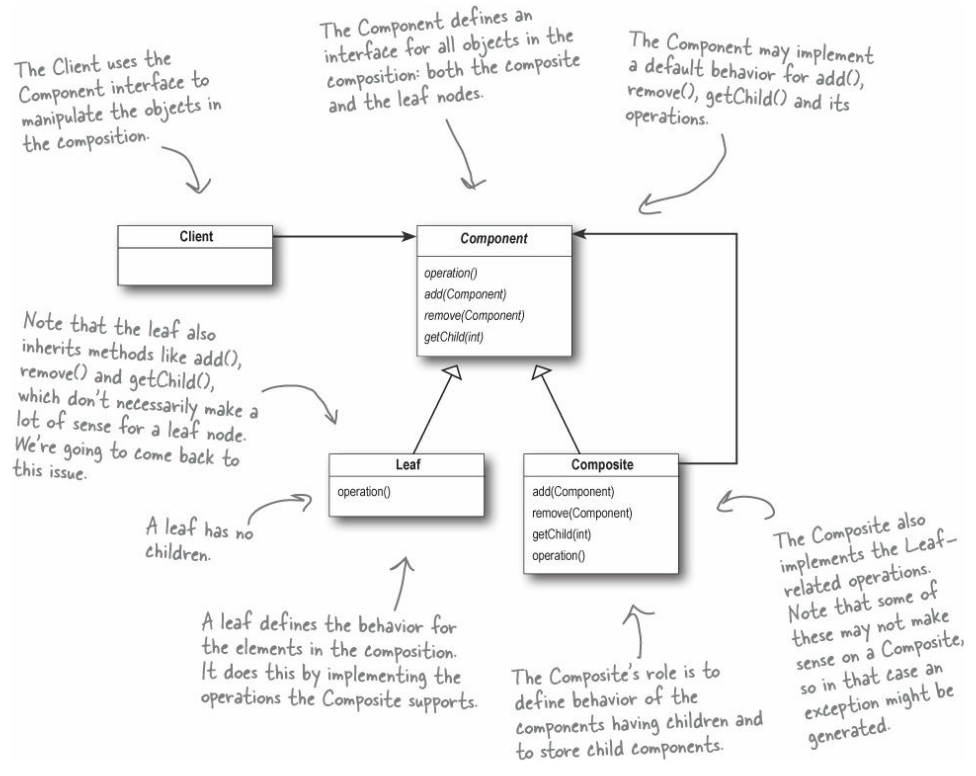 The Client uses the
Component interface to
manipulate the objects in
the composition.
The Component defines an
interface for all objects in the
composition: both the composite
and the leaf nodes.
The Component may implement
a default behavior for add(),
remove(), getChild() and its
operations.
Client
Component
operation()
add(Component)
remove(Component)
getChild(int)
Note that the leaf also
inherits methods like add(),
remove() and getChild(),
which don't necessarily make a
lot of sense for a leaf node.
We're going to come back to
this issue.
Leaf
operation()
Composite
add(Component)
remove(Component)
getChild(int)
operation()
A leaf has no
children.
A leaf defines the behavior for
the elements in the composition.
It does this by implementing the
operations the Composite supports.
The Composite's role is to
define behavior of the
components having children and
to store child components.
The Composite also
implements the Leaf-
related operations.
Note that some of
these may not make
sense on a Composite,
so in that case an
exception might be
generated.